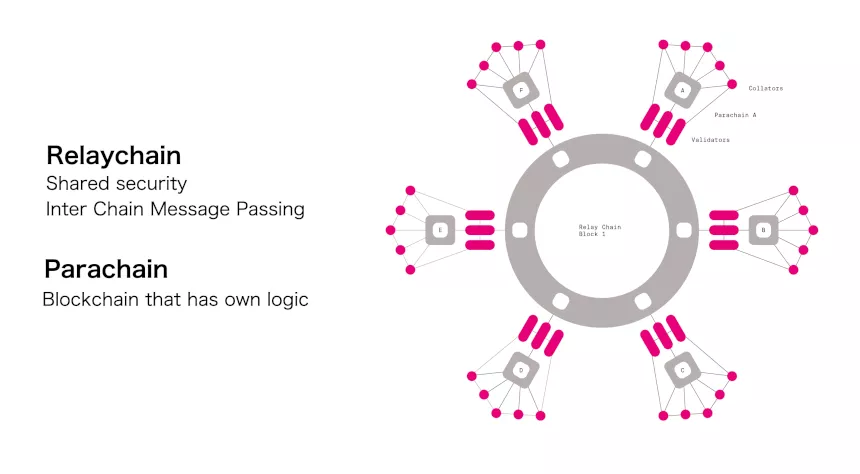 Relaychain
Shared security
Inter Chain Message Passing
Parachain
Blockchain that has own logic
F
A
Collators
Parachain A
Validators
E
Relay Chain
Block 1
B
D
C